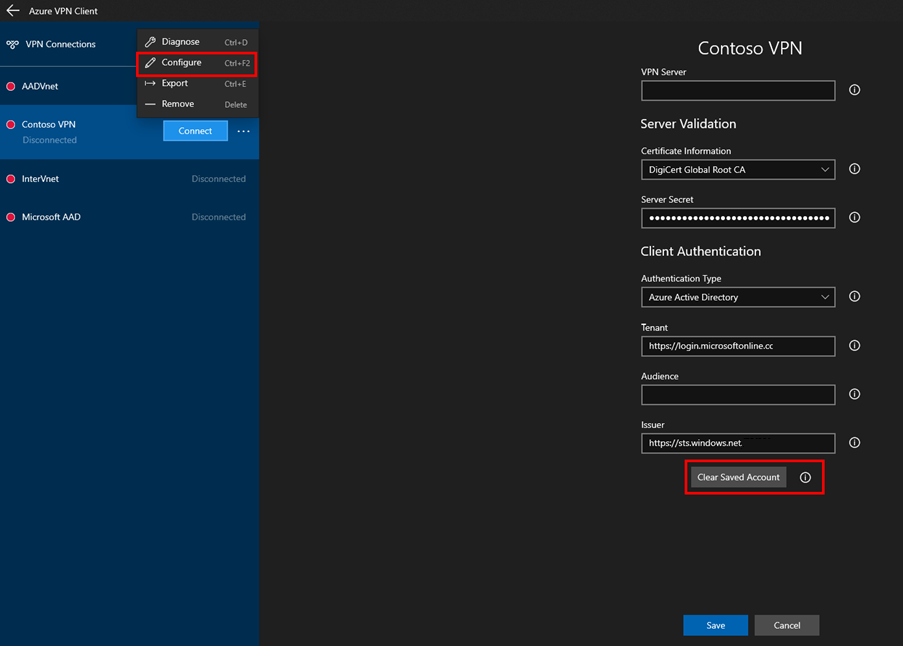 Azure VPN Client
VPN Connections
Diagnose Ctrl+D
Configure Ctrl+F2
Export Ctrl+E
Remove Delete
AADVnet
Contoso VPN
Disconnected
Connect
InterVnet Disconnected
Microsoft AAD Disconnected
Contoso VPN
VPN Server
Server Validation
Certificate Information
DigiCert Global Root CA
Server Secret
Client Authentication
Authentication Type
Azure Active Directory
Tenant
https://login.microsoftonline.cc
Audience
Issuer
https://sts.windows.net
Clear Saved Account
Save Cancel